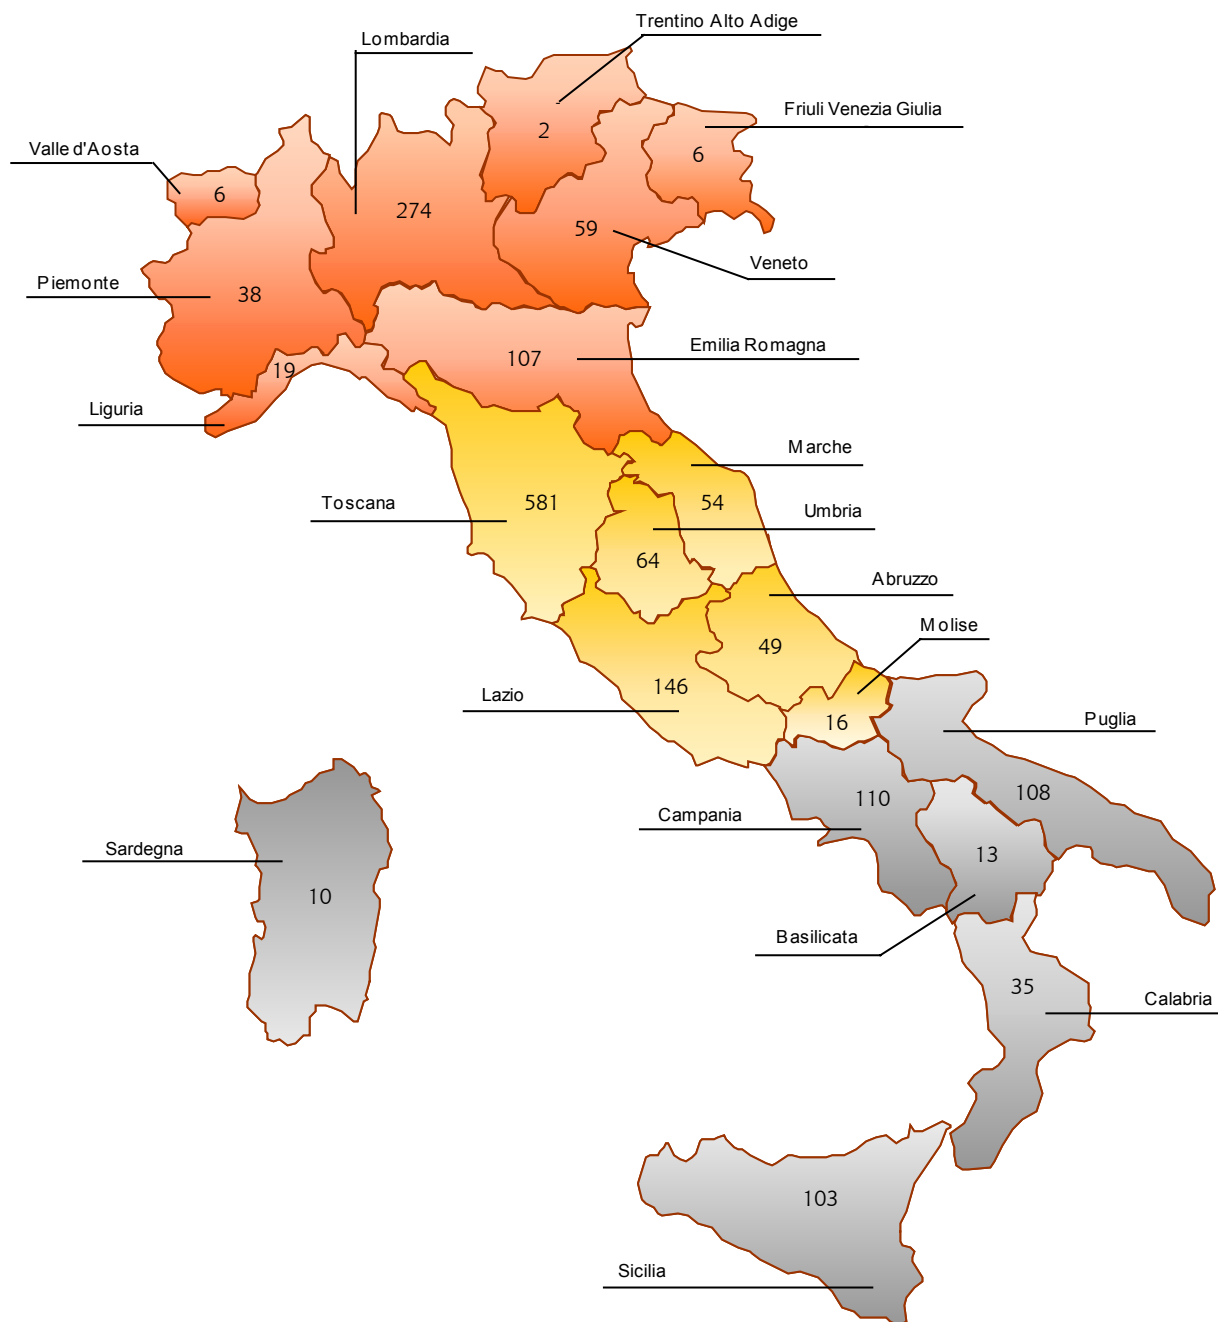 Trentino Alto Adige
Lombardia
Friuli Venezia Giulia
2
Valle d'Aosta
6
6
274
59
Veneto
Piemonte
38
Emilia Romagna
107
19
Liguria
Marche
Toscana
581
54
Umbria
64
Abruzzo
Molise
49
Lazio
146
16
Puglia
110
108
Campania
Sardegna
13
10
Basilicata
35
Calabria
103
Sicilia